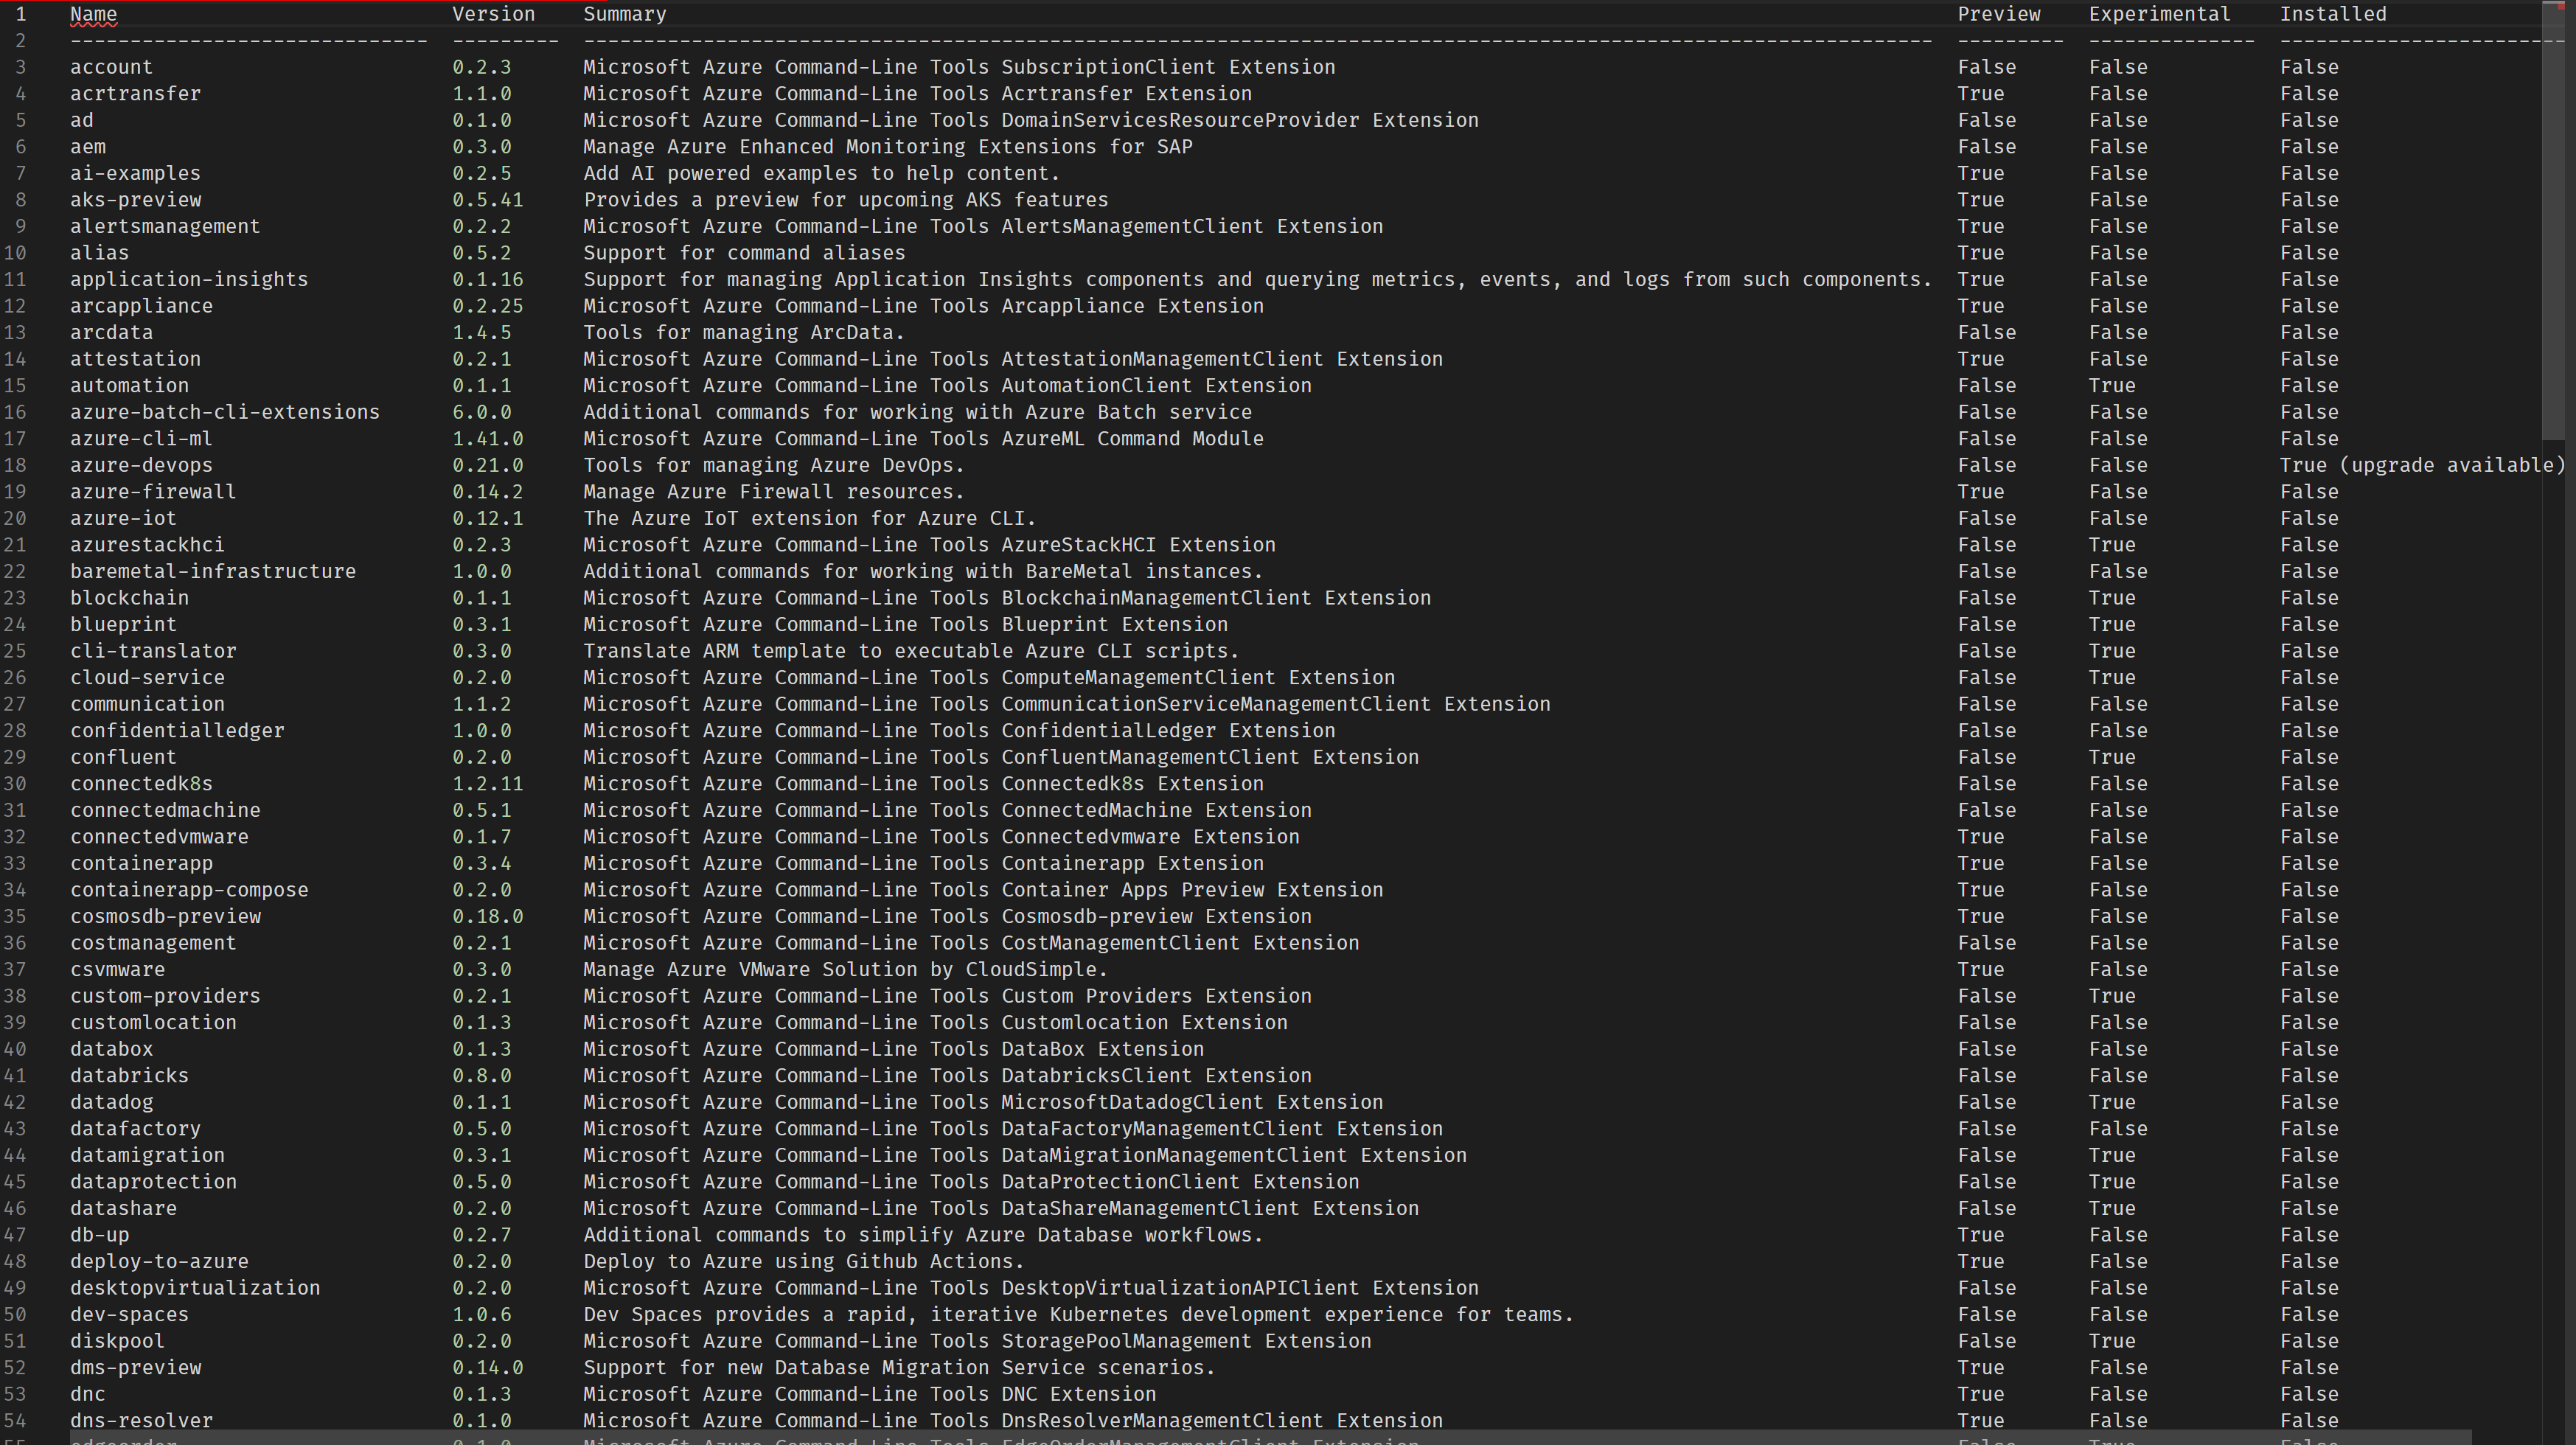 1 Name Version Summary Preview Experimental Installed
2 ------------------------------ --------- ----------------------------------------------------------------------------------------------------------------- --------- -------------- ------------------------
3 account 0.2.3 Microsoft Azure Command-Line Tools SubscriptionClient Extension False False False
4 acrtransfer 1.1.0 Microsoft Azure Command-Line Tools Acrtransfer Extension True False False
5 ad 0.1.0 Microsoft Azure Command-Line Tools DomainServicesResourceProvider Extension False False False
6 aem 0.3.0 Manage Azure Enhanced Monitoring Extensions for SAP False False False
7 ai-examples 0.2.5 Add AI powered examples to help content. True False False
8 aks-preview 0.5.41 Provides a preview for upcoming AKS features True False False
9 alertsmanagement 0.2.2 Microsoft Azure Command-Line Tools AlertsManagementClient Extension True False False
10 alias 0.5.2 Support for command aliases True False False
11 application-insights 0.1.16 Support for managing Application Insights components and querying metrics, events, and logs from such components. True False False
12 arcappliance 0.2.25 Microsoft Azure Command-Line Tools Arcappliance Extension True False False
13 arcdata 1.4.5 Tools for managing ArcData. False False False
14 attestation 0.2.1 Microsoft Azure Command-Line Tools AttestationManagementClient Extension True False False
15 automation 0.1.1 Microsoft Azure Command-Line Tools AutomationClient Extension False True False
16 azure-batch-cli-extensions 6.0.0 Additional commands for working with Azure Batch service False False False
17 azure-cli-ml 1.41.0 Microsoft Azure Command-Line Tools AzureML Command Module False False False
18 azure-devops 0.21.0 Tools for managing Azure DevOps. False False True (upgrade available)
19 azure-firewall 0.14.2 Manage Azure Firewall resources. True False False
20 azure-iot 0.12.1 The Azure IoT extension for Azure CLI. False False False
21 azurestackhci 0.2.3 Microsoft Azure Command-Line Tools AzureStackHCI Extension False True False
22 baremetal-infrastructure 1.0.0 Additional commands for working with BareMetal instances. False False False
23 blockchain 0.1.1 Microsoft Azure Command-Line Tools BlockchainManagementClient Extension False True False
24 blueprint 0.3.1 Microsoft Azure Command-Line Tools Blueprint Extension False True False
25 cli-translator 0.3.0 Translate ARM template to executable Azure CLI scripts. False True False
26 cloud-service 0.2.0 Microsoft Azure Command-Line Tools ComputeManagementClient Extension False True False
27 communication 1.1.2 Microsoft Azure Command-Line Tools CommunicationServiceManagementClient Extension False False False
28 confidentialledger 1.0.0 Microsoft Azure Command-Line Tools ConfidentialLedger Extension False False False
29 confluent 0.2.0 Microsoft Azure Command-Line Tools ConfluentManagementClient Extension False True False
30 connectedk8s 1.2.11 Microsoft Azure Command-Line Tools Connectedk8s Extension False False False
31 connectedmachine 0.5.1 Microsoft Azure Command-Line Tools ConnectedMachine Extension False False False
32 connectedvmware 0.1.7 Microsoft Azure Command-Line Tools Connectedvmware Extension True False False
33 containerapp 0.3.4 Microsoft Azure Command-Line Tools Containerapp Extension True False False
34 containerapp-compose 0.2.0 Microsoft Azure Command-Line Tools Container Apps Preview Extension True False False
35 cosmosdb-preview 0.18.0 Microsoft Azure Command-Line Tools Cosmosdb-preview Extension True False False
36 costmanagement 0.2.1 Microsoft Azure Command-Line Tools CostManagementClient Extension False False False
37 csvmware 0.3.0 Manage Azure VMware Solution by CloudSimple. True False False
38 custom-providers 0.2.1 Microsoft Azure Command-Line Tools Custom Providers Extension False True False
39 customlocation 0.1.3 Microsoft Azure Command-Line Tools Customlocation Extension False False False
40 databox 0.1.3 Microsoft Azure Command-Line Tools DataBox Extension False False False
41 databricks 0.8.0 Microsoft Azure Command-Line Tools DatabricksClient Extension False False False
42 datadog 0.1.1 Microsoft Azure Command-Line Tools MicrosoftDatadogClient Extension False True False
43 datafactory 0.5.0 Microsoft Azure Command-Line Tools DataFactoryManagementClient Extension False False False
44 datamigration 0.3.1 Microsoft Azure Command-Line Tools DataMigrationManagementClient Extension False True False
45 dataprotection 0.5.0 Microsoft Azure Command-Line Tools DataProtectionClient Extension False True False
46 datashare 0.2.0 Microsoft Azure Command-Line Tools DataShareManagementClient Extension False True False
47 db-up 0.2.7 Additional commands to simplify Azure Database workflows. True False False
48 deploy-to-azure 0.2.0 Deploy to Azure using Github Actions. True False False
49 desktopvirtualization 0.2.0 Microsoft Azure Command-Line Tools DesktopVirtualizationAPIClient Extension False False False
50 dev-spaces 1.0.6 Dev Spaces provides a rapid, iterative Kubernetes development experience for teams. False False False
51 diskpool 0.2.0 Microsoft Azure Command-Line Tools StoragePoolManagement Extension False True False
52 dms-preview 0.14.0 Support for new Database Migration Service scenarios. True False False
53 dnc 0.1.3 Microsoft Azure Command-Line Tools DNC Extension True False False
54 dns-resolver 0.1.0 Microsoft Azure Command-Line Tools DnsResolverManagementClient Extension True False False